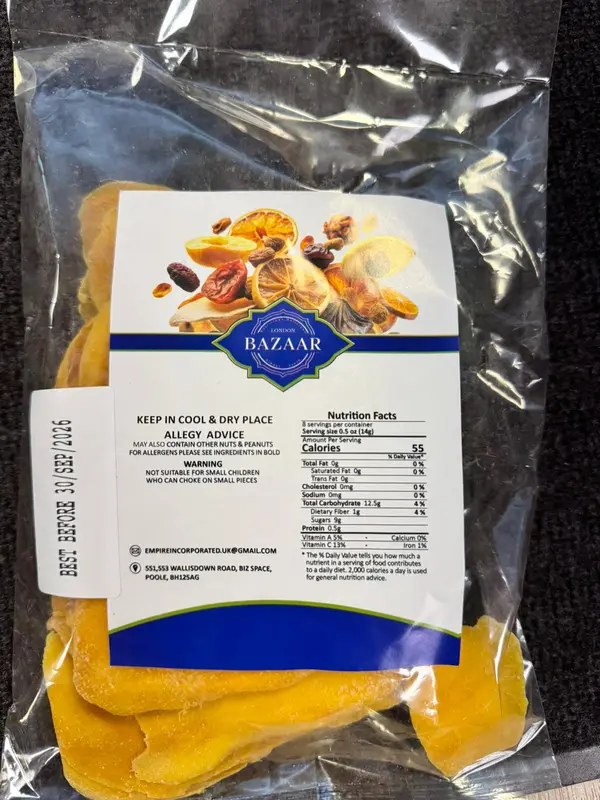 LONDON
BAZAAR
KEEP IN COOL & DRY PLACE
ALLEGY ADVICE
MAY ALSO CONTAIN OTHER NUTS & PEANUTS
FOR ALLERGENS PLEASE SEE INGREDIENTS IN BOLD
WARNING
NOT SUITABLE FOR SMALL CHILDREN
WHO CAN CHOKE ON SMALL PIECES
EMPIREINCORPORATED.UK@GMAIL.COM
551,553 WALLISDOWN ROAD, BIZ SPACE,
POOLE, BH125AG
Nutrition Facts
8 servings per container
Serving size 0.5 oz (14g)
Amount Per Serving
Calories 55
% Daily Value*
Total Fat 0g 0%
Saturated Fat 0g 0%
Trans Fat 0g
Cholesterol 0mg 0%
Sodium 0mg 0%
Total Carbohydrate 12.5g 4%
Dietary Fiber 1g 4%
Sugars 9g
Protein 0.5g
Vitamin A 5% • Calcium 0%
Vitamin C 13% • Iron 1%
*The % Daily Value tells you how much a
nutrient in a serving of food contributes
to a daily diet. 2,000 calories a day is used
for general nutrition advice.
BEST BEFORE 30/SEP/2026